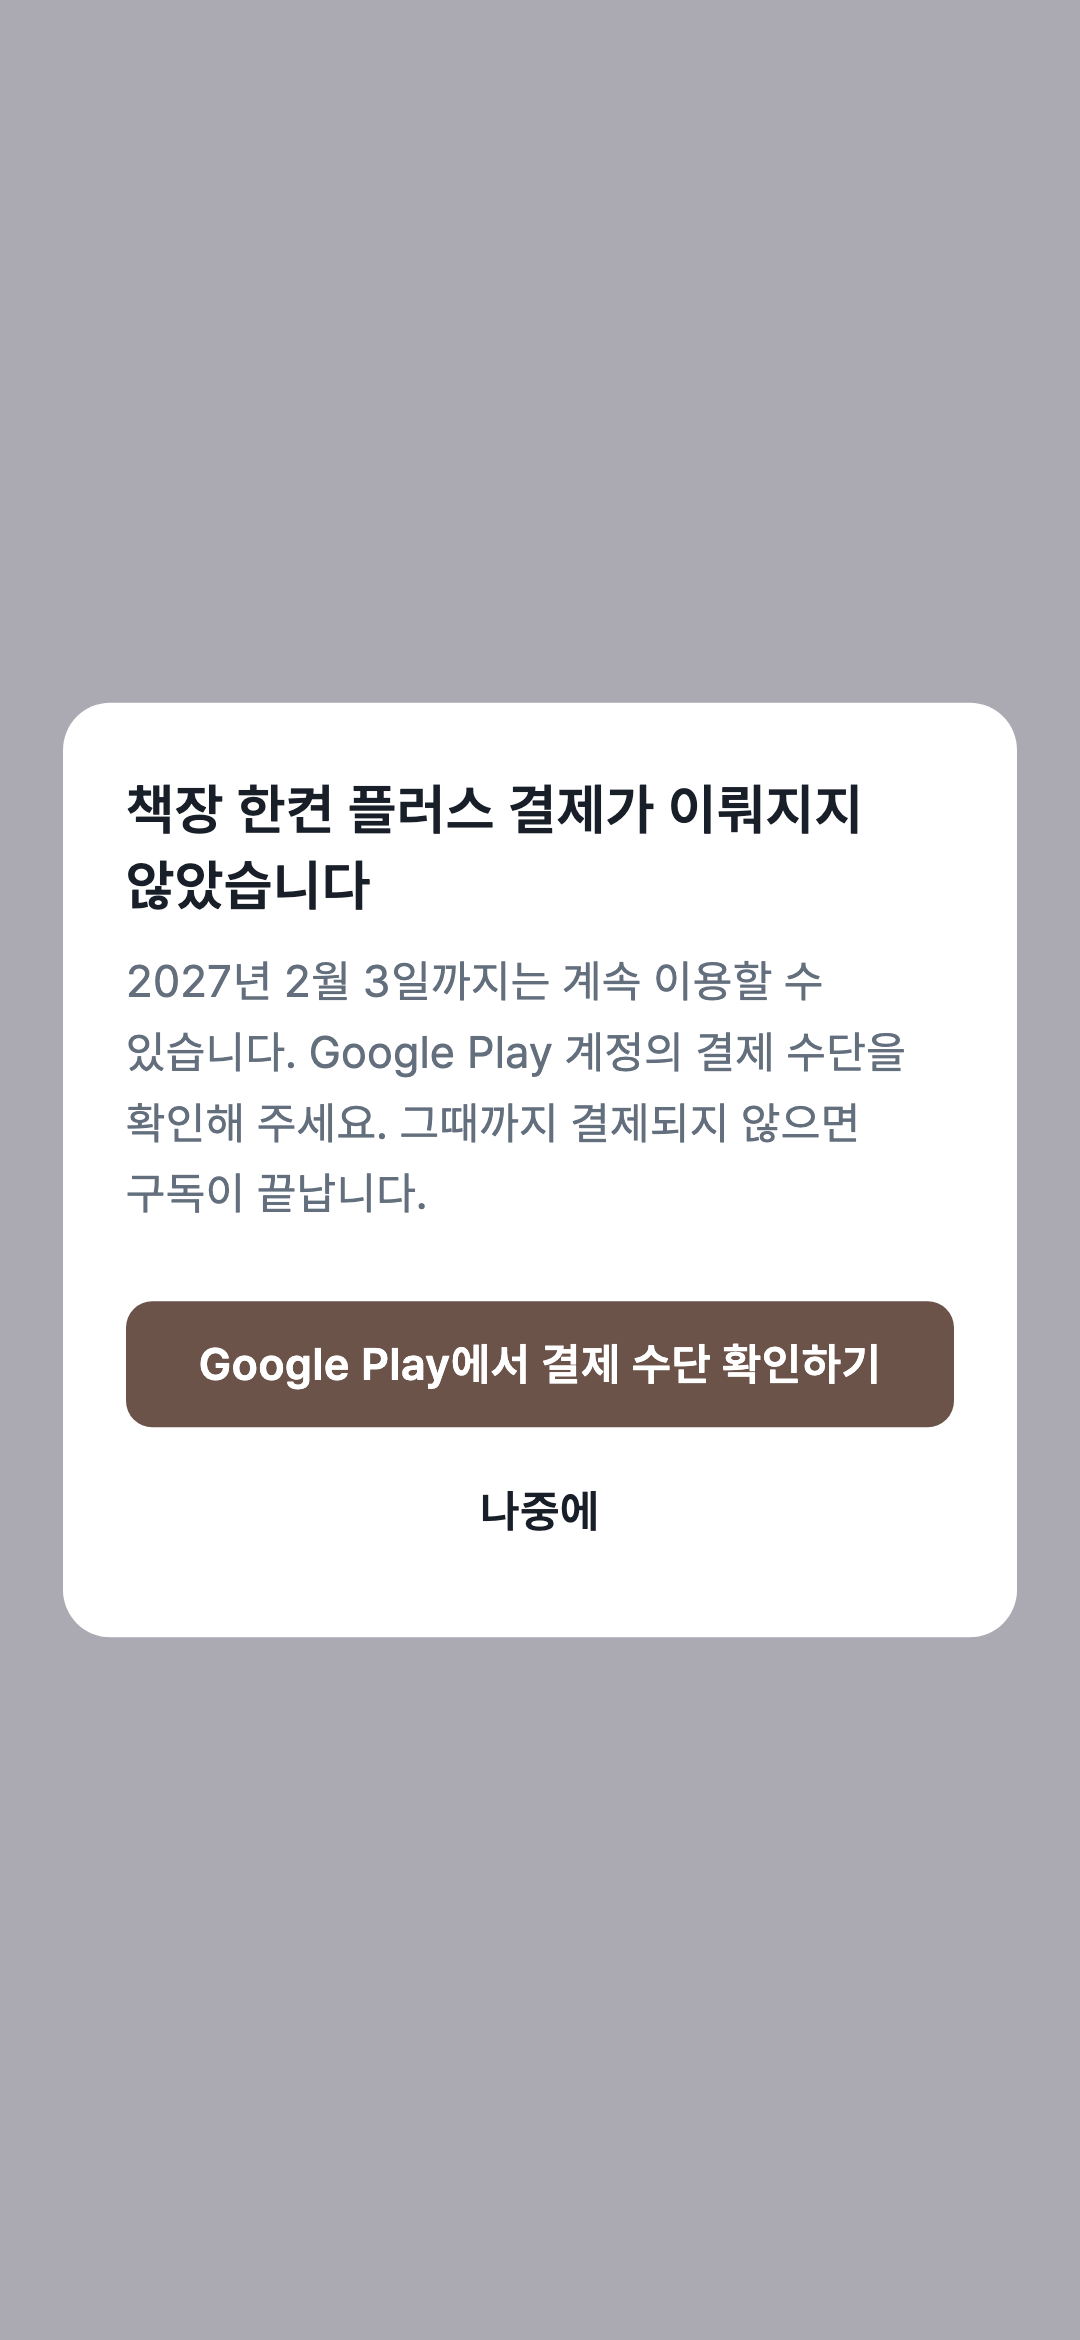 책장 한켠 플러스 결제가 이뤄지지
않았습니다
2027년 2월 3일까지는 계속 이용할 수
있습니다. Google Play 계정의 결제 수단을
확인해 주세요. 그때까지 결제되지 않으면
구독이 끝납니다.
Google Play에서 결제 수단 확인하기
나중에